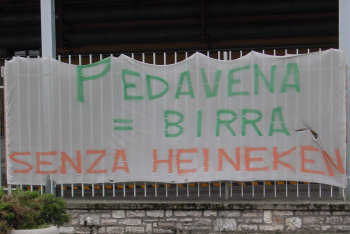 PEDAVENA
= BIRRA
SENZA HEINEKEN